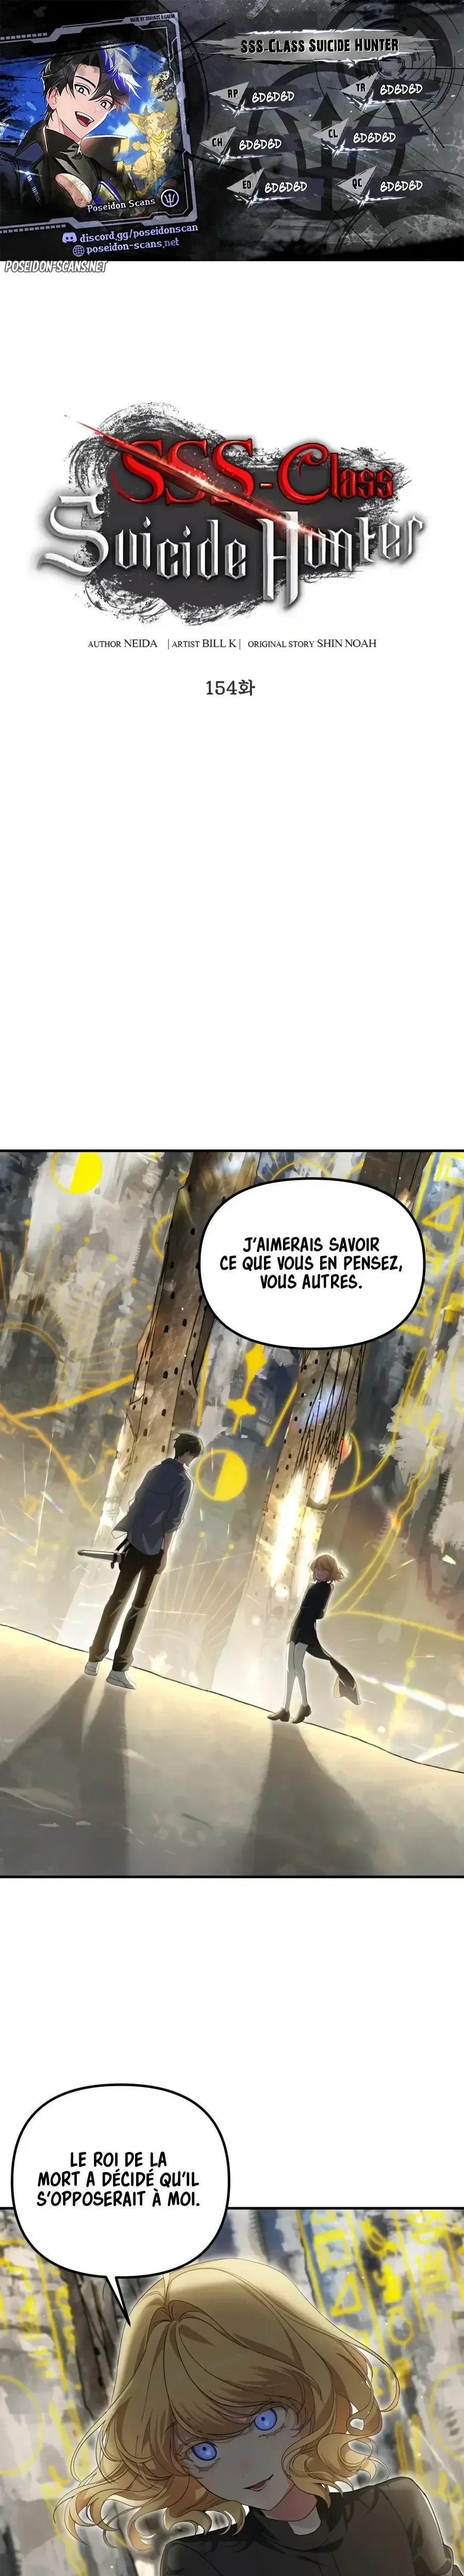 SSS-Class Suicide Hunter
RP 6D6D6D
TR 6D6D6D
CH 6D6D6D
CL 6D6D6D
ED 6D6D6D
QC 6D6D6D
Poseidon Scans
discord.gg/poseidonscan
poseidon-scans.net
POSEIDON-SCANS.NET
SSS-Class
Suicide Hunter
AUTHOR NEIDA | ARTIST BILL K | ORIGINAL STORY SHIN NOAH
154화
J'AIMERAIS SAVOIR
CE QUE VOUS EN PENSEZ,
VOUS AUTRES.
LE ROI DE LA
MORT A DÉCIDÉ QU'IL
S'OPPOSERAIT À MOI.